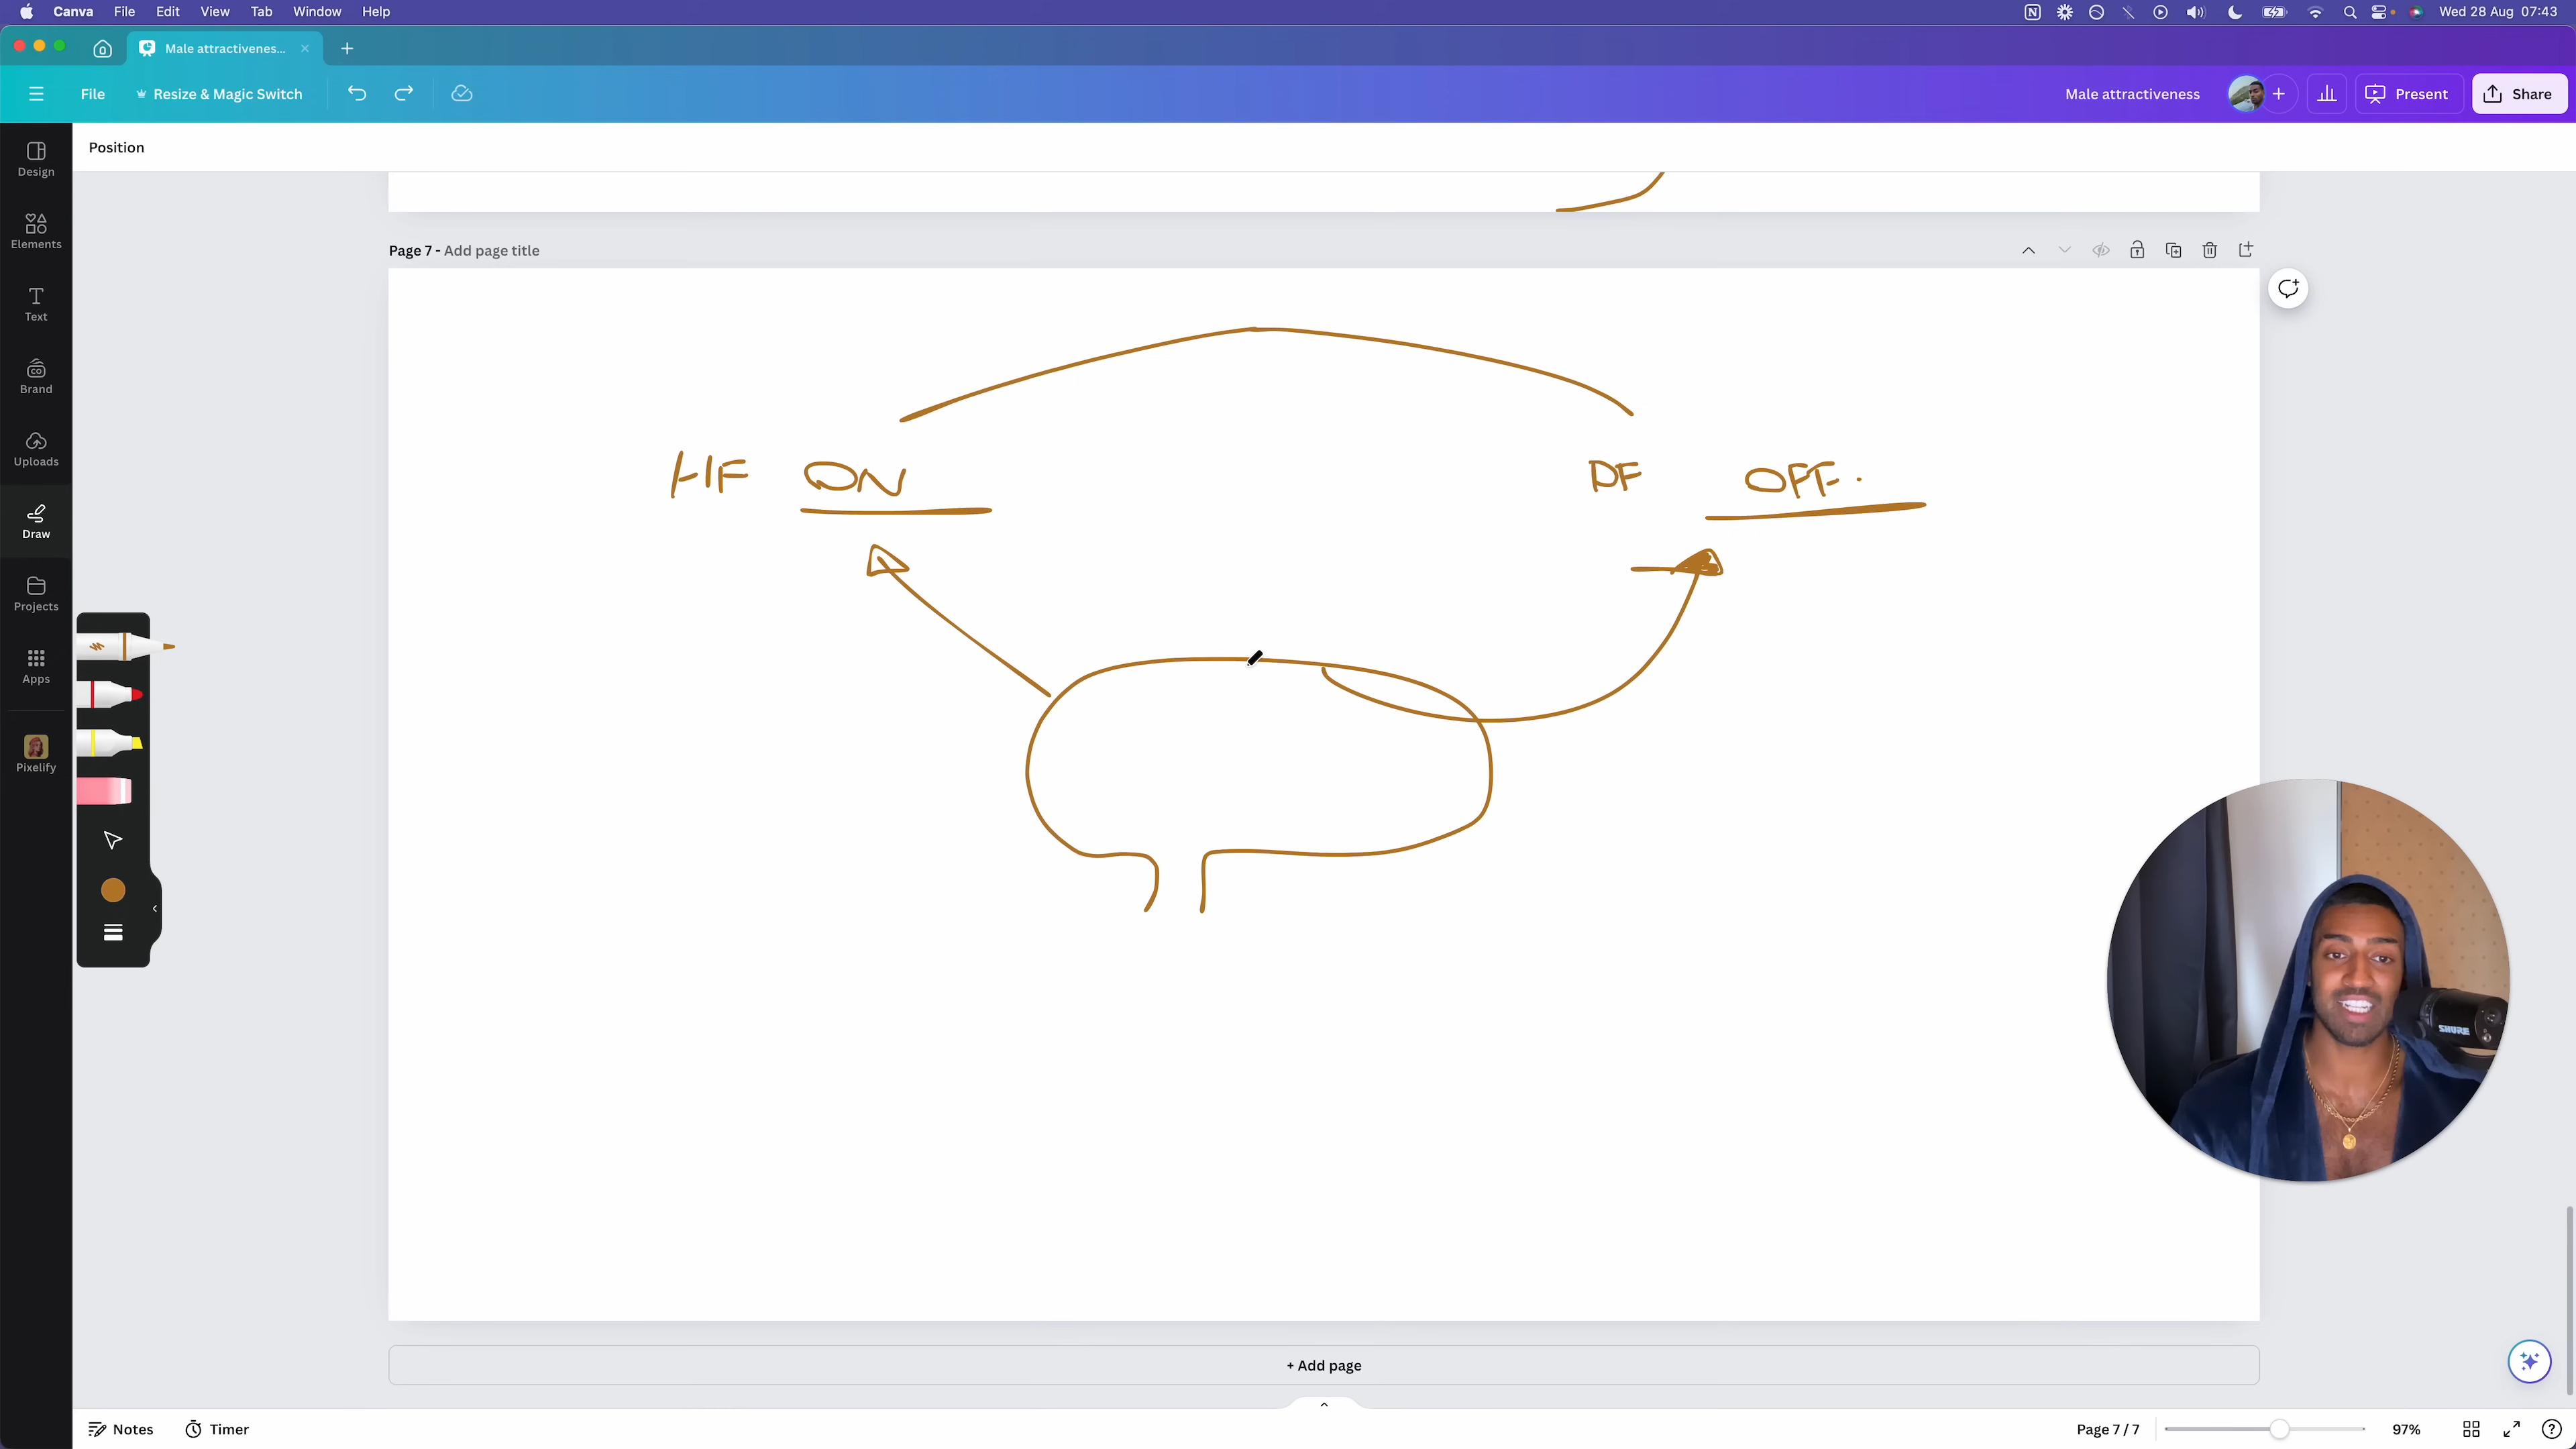 Canva File Edit View Tab Window Help
Wed 28 Aug 07:43
Male attractivenes...
File Resize & Magic Switch
Male attractiveness
Present
Share
Position
Design
Elements
Text
Brand
Uploads
Draw
Projects
Apps
Pixelify
Page 7 - Add page title
HF ON
DF OFF.
SHURE
+ Add page
Notes
Timer
Page 7 / 7
97%